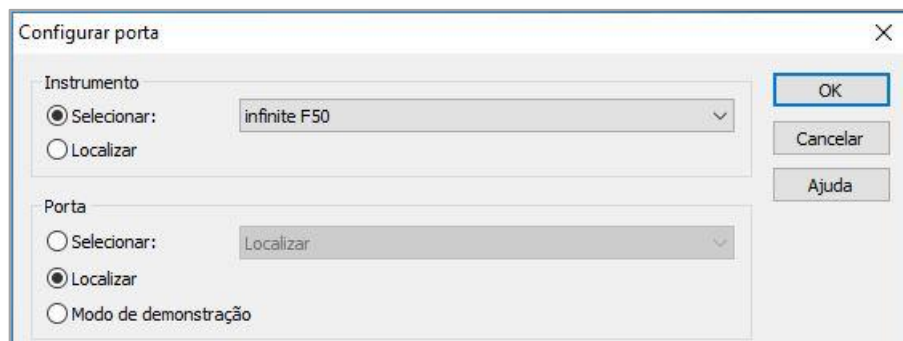 Configurar porta
Instrumento
Selecionar: infinite F50
Localizar
OK
Cancelar
Ajuda
Porta
Selecionar: Localizar
Localizar
Modo de demonstração